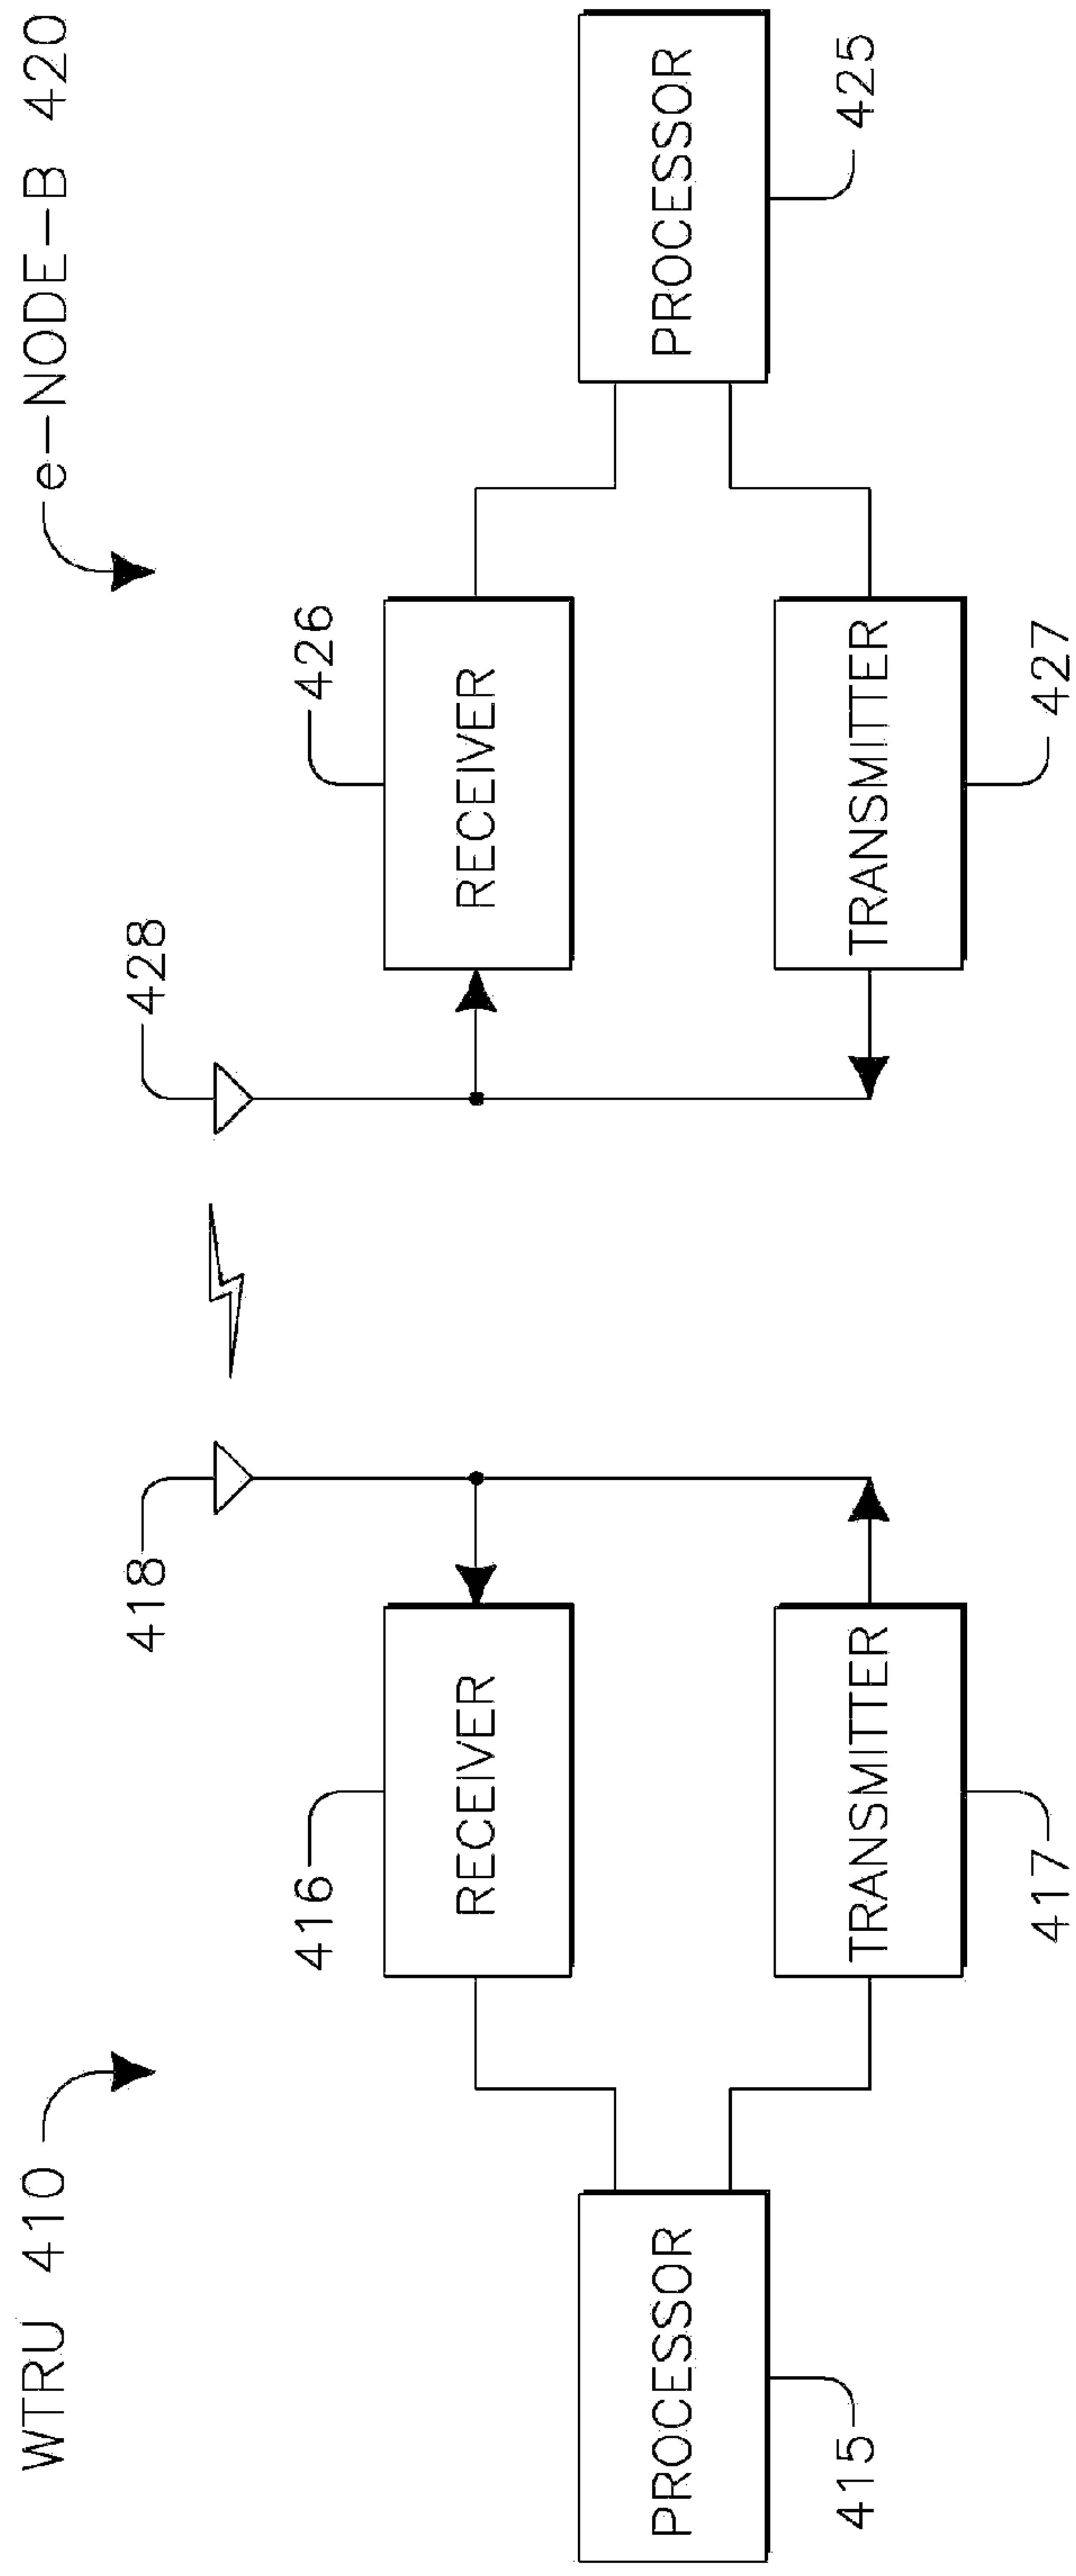 WTRU 410
e-NODE-B 420
418
428
416
426
RECEIVER
RECEIVER
PROCESSOR
PROCESSOR
415
425
TRANSMITTER
TRANSMITTER
417
427